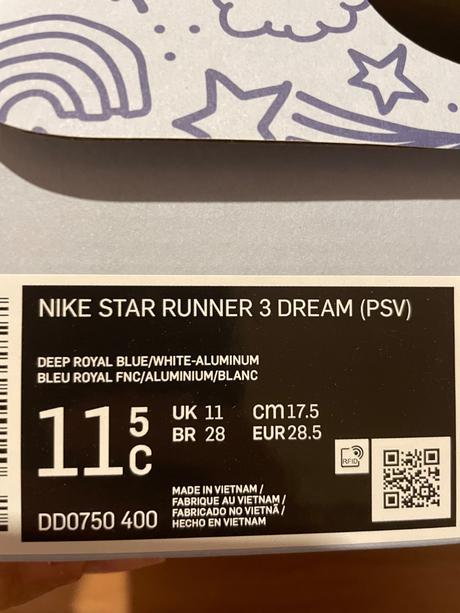 NIKE STAR RUNNER 3 DREAM (PSV)
DEEP ROYAL BLUE/WHITE-ALUMINUM
BLEU ROYAL FNC/ALUMINIUM/BLANC
11 5 C
UK 11 cm 17.5
BR 28 EUR 28.5
RFID
DD0750 400
MADE IN VIETNAM /
FABRIQUE AU VIETNAM /
FABRICADO NO VIETNÃ /
HECHO EN VIETNAM